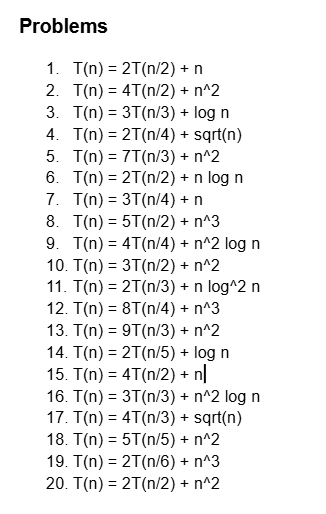 Problems
1. T(n) = 2T(n/2) + n
2. T(n) = 4T(n/2) + n^2
3. T(n) = 3T(n/3) + log n
4. T(n) = 2T(n/4) + sqrt(n)
5. T(n) = 7T(n/3) + n^2
6. T(n) = 2T(n/2) + n log n
7. T(n) = 3T(n/4) + n
8. T(n) = 5T(n/2) + n^3
9. T(n) = 4T(n/4) + n^2 log n
10. T(n) = 3T(n/2) + n^2
11. T(n) = 2T(n/3) + n log^2 n
12. T(n) = 8T(n/4) + n^3
13. T(n) = 9T(n/3) + n^2
14. T(n) = 2T(n/5) + log n
15. T(n) = 4T(n/2) + n
16. T(n) = 3T(n/3) + n^2 log n
17. T(n) = 4T(n/3) + sqrt(n)
18. T(n) = 5T(n/5) + n^2
19. T(n) = 2T(n/6) + n^3
20. T(n) = 2T(n/2) + n^2